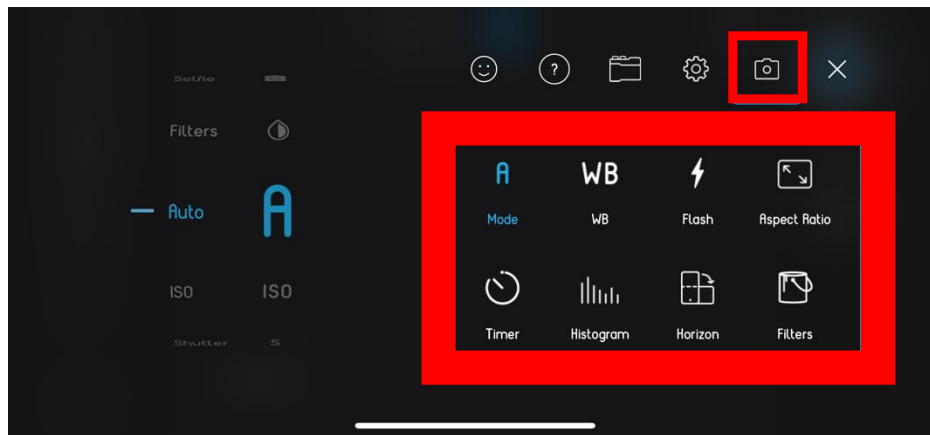 Selfie
Filters
Auto A
ISO ISO
Shutter S
?
A WB
Mode WB Flash Aspect Ratio
Timer Histogram Horizon Filters